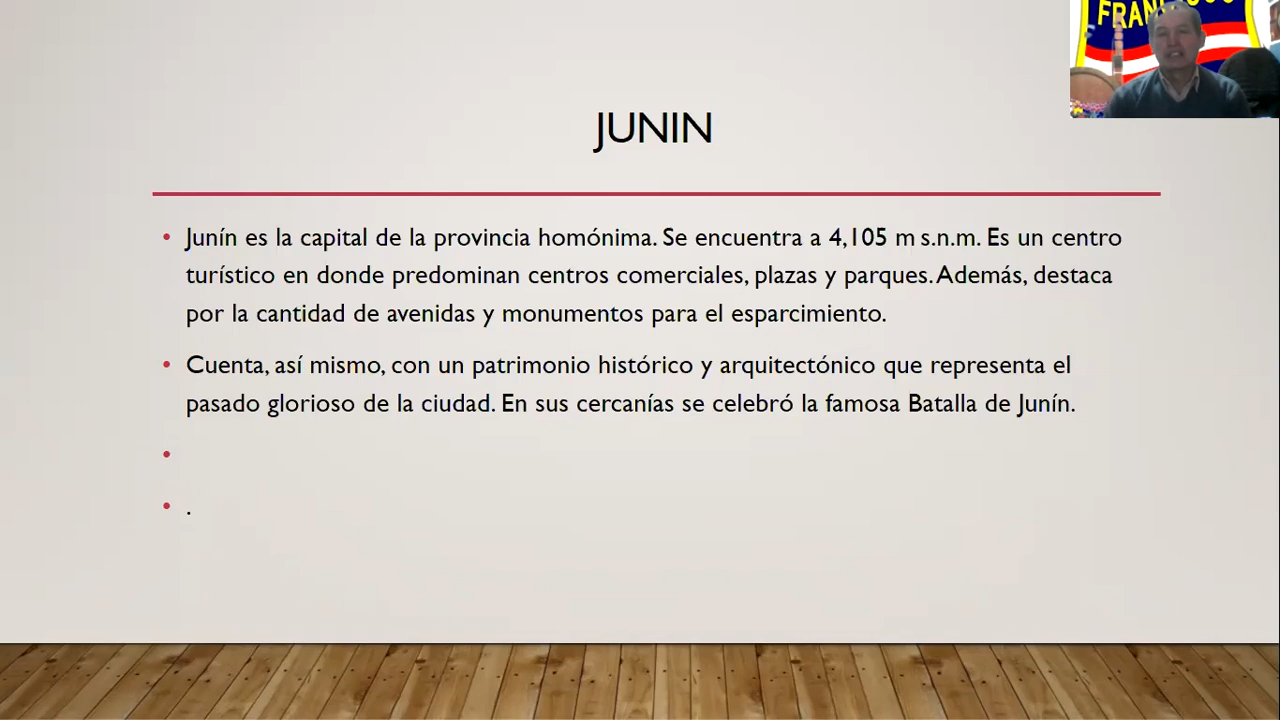 JUNIN
• Junín es la capital de la provincia homónima. Se encuentra a 4,105 m s.n.m. Es un centro
turístico en donde predominan centros comerciales, plazas y parques. Además, destaca
por la cantidad de avenidas y monumentos para el esparcimiento.
• Cuenta, así mismo, con un patrimonio histórico y arquitectónico que representa el
pasado glorioso de la ciudad. En sus cercanías se celebró la famosa Batalla de Junín.
•
• .